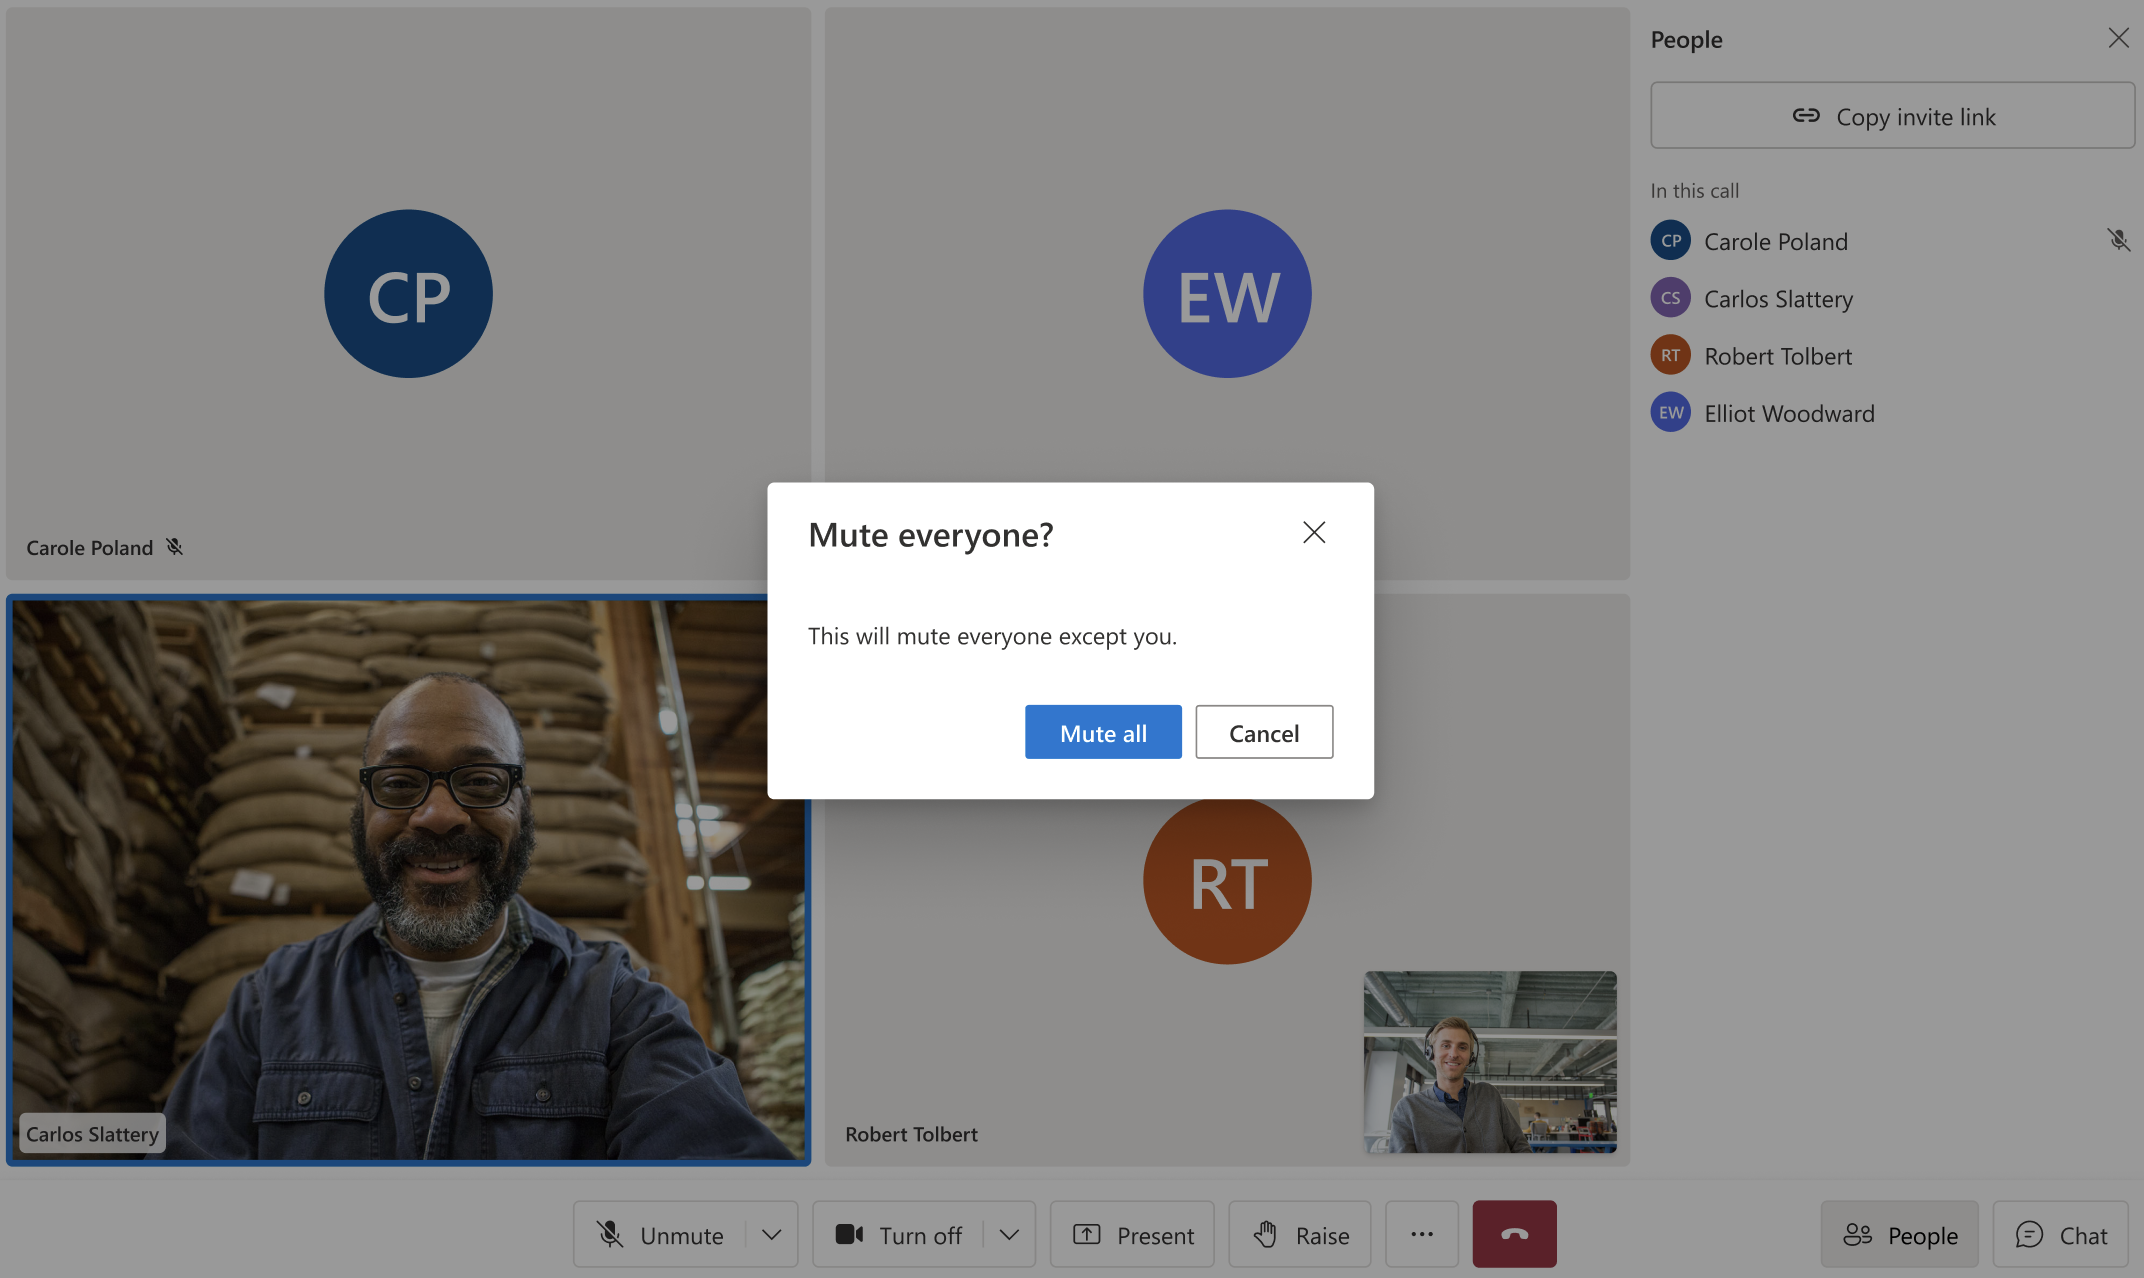 CP
Carole Poland
EW
People
Copy invite link
In this call
CP Carole Poland
CS Carlos Slattery
RT Robert Tolbert
EW Elliot Woodward
Mute everyone?
This will mute everyone except you.
Mute all
Cancel
Carlos Slattery
RT
Robert Tolbert
Unmute
Turn off
Present
Raise
People
Chat